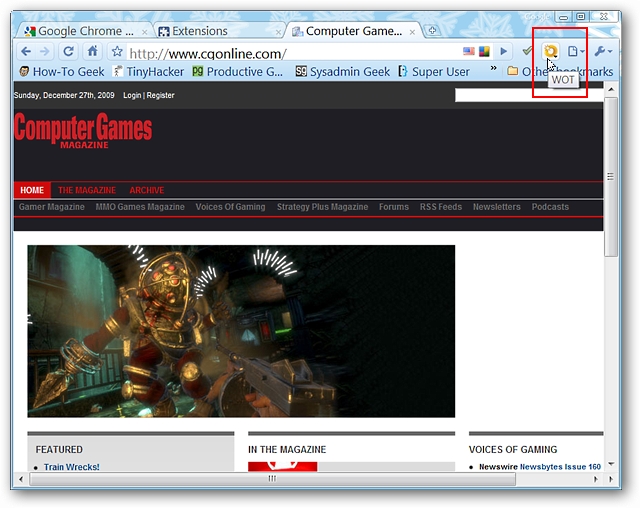 Google Chrome ...
Extensions
Computer Game...
http://www.cgonline.com/
How-To Geek
TinyHacker
Productive G...
Sysadmin Geek
Super User
»
Other bookmarks
WOT
Sunday, December 27th, 2009
Login | Register
Computer Games
MAGAZINE
HOME
THE MAGAZINE
ARCHIVE
Gamer Magazine
MMO Games Magazine
Voices Of Gaming
Strategy Plus Magazine
Forums
RSS Feeds
Newsletters
Podcasts
FEATURED
IN THE MAGAZINE
VOICES OF GAMING
Train Wrecks!
Newswire Newsbytes Issue 160